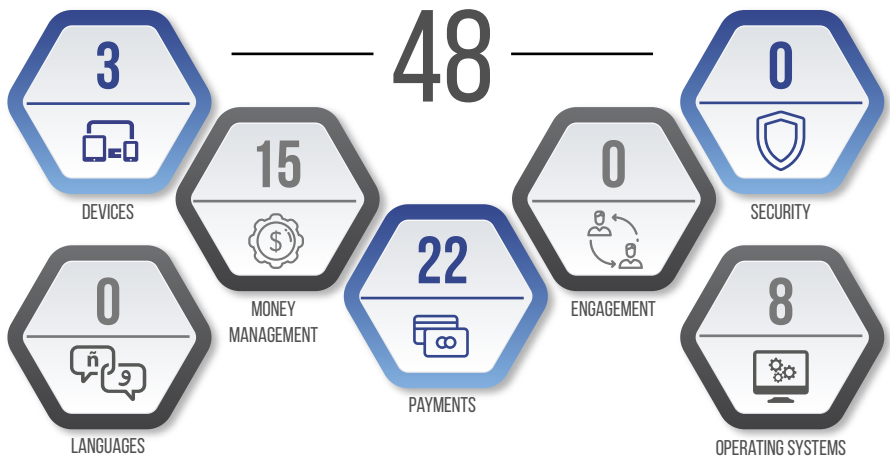 48
3
DEVICES
0
SECURITY
15
MONEY
MANAGEMENT
0
ENGAGEMENT
22
PAYMENTS
0
ñ
و
LANGUAGES
8
OPERATING SYSTEMS